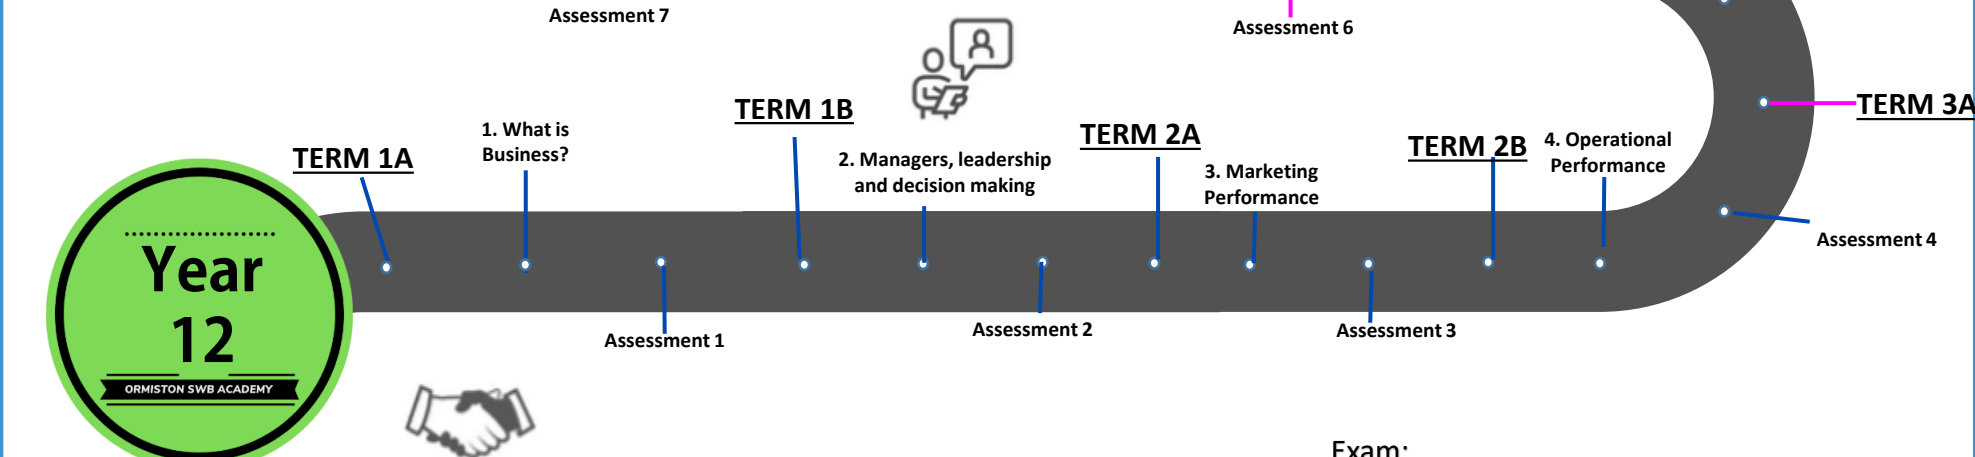 Assessment 7
Assessment 6
TERM 3A
TERM 1B
1. What is
Business?
TERM 2A
TERM 2B
4. Operational
Performance
TERM 1A
2. Managers, leadership
and decision making
3. Marketing
Performance
Assessment 4
Year
12
ORMISTON SWB ACADEMY
Assessment 1
Assessment 2
Assessment 3
Exam: